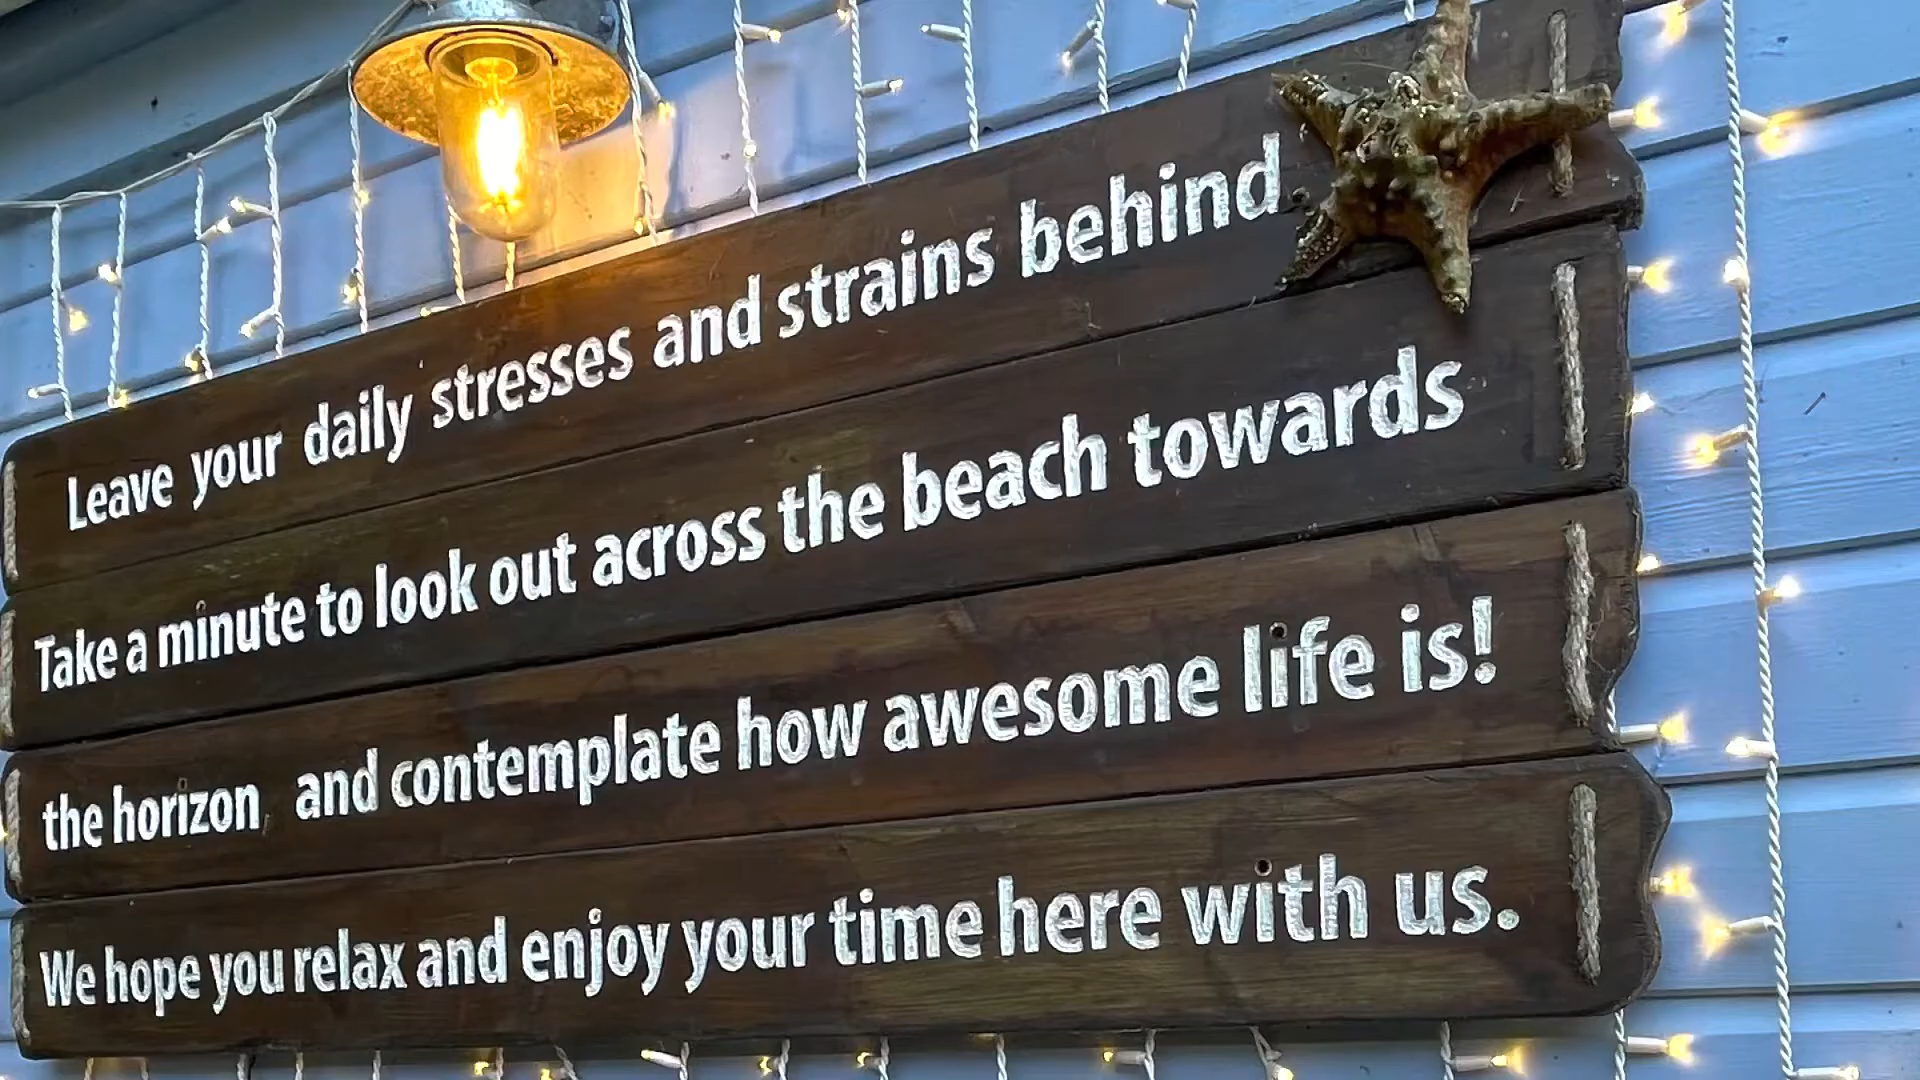 Leave your daily stresses and strains behind
Take a minute to look out across the beach towards
the horizon, and contemplate how awesome life is!
We hope you relax and enjoy your time here with us.